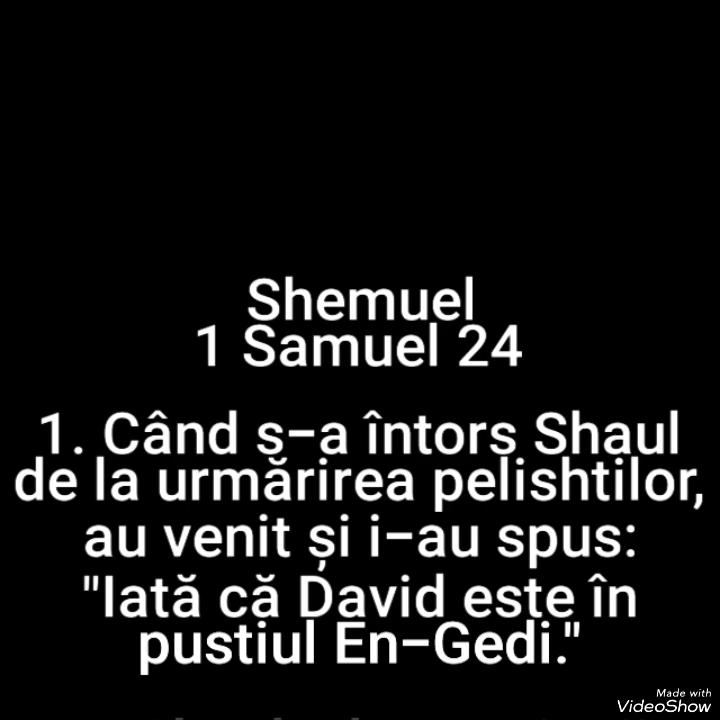 Shemuel
1 Samuel 24
1. Când s-a întors Shaul
de la urmărirea pelishtilor,
au venit și i-au spus:
"Iată că David este în
pustiul En-Gedi."
Made with
VideoShow